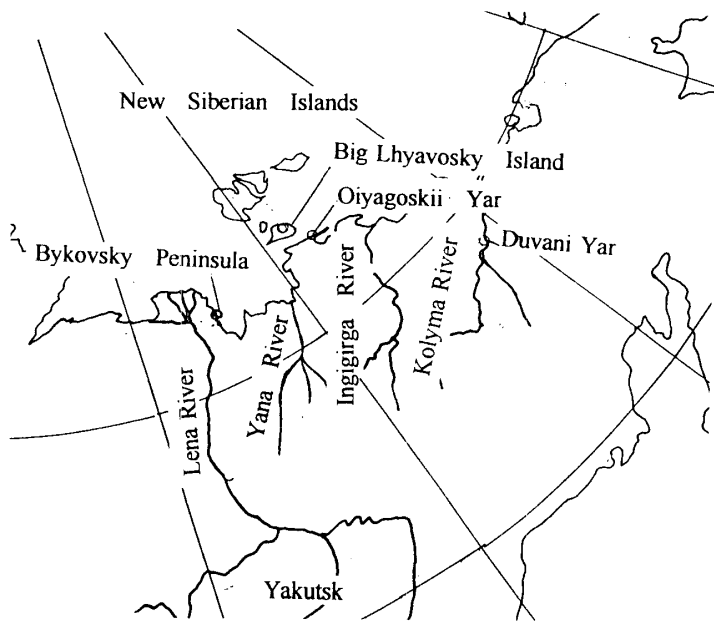 New Siberian Islands
Big Lhyavosky Island
Oiyagoskii Yar
Duvani Yar
Bykovsky Peninsula
Lena River
Yana River
Ingigirga River
Kolyma River
Yakutsk